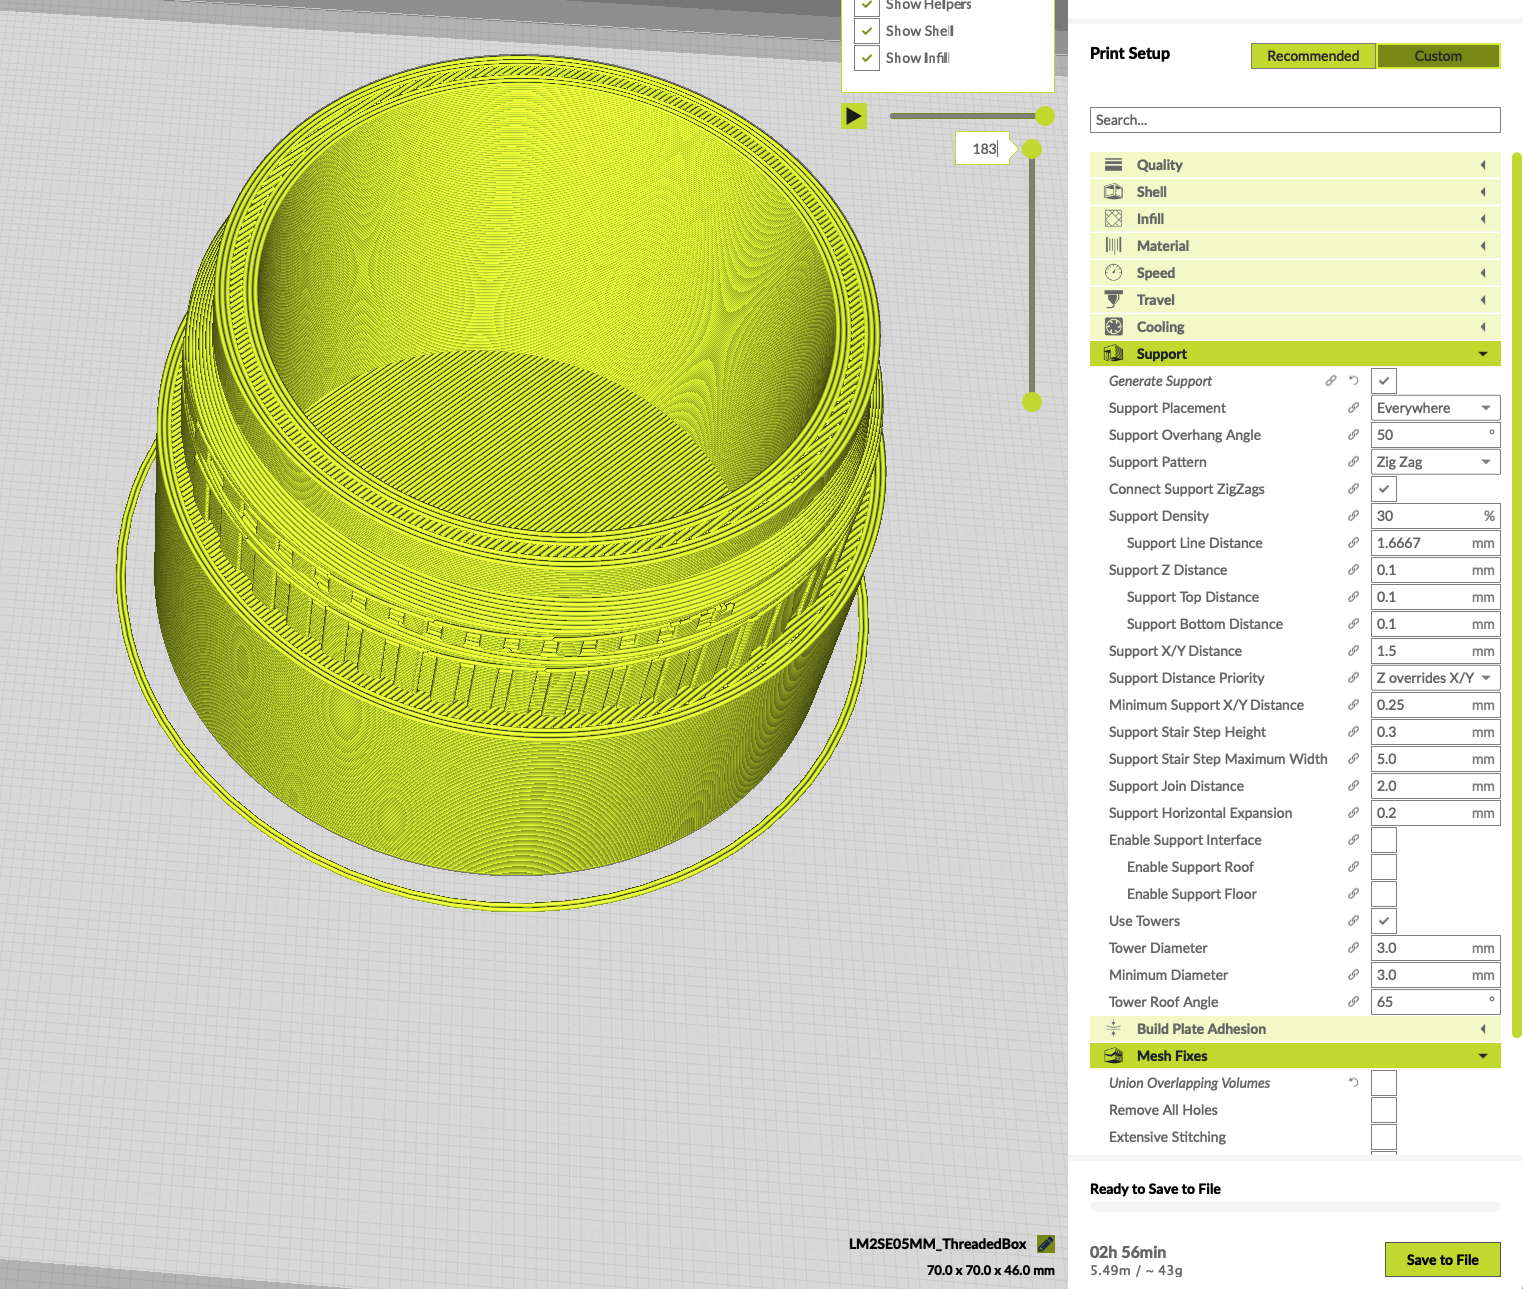 Show Helpers
Show Shell
Show Infill
183
Print Setup
Recommended
Custom
Search...
Quality
Shell
Infill
Material
Speed
Travel
Cooling
Support
Generate Support
Support Placement
Everywhere
Support Overhang Angle
50 °
Support Pattern
Zig Zag
Connect Support ZigZags
Support Density
30 %
Support Line Distance
1.6667 mm
Support Z Distance
0.1 mm
Support Top Distance
0.1 mm
Support Bottom Distance
0.1 mm
Support X/Y Distance
1.5 mm
Support Distance Priority
Z overrides X/Y
Minimum Support X/Y Distance
0.25 mm
Support Stair Step Height
0.3 mm
Support Stair Step Maximum Width
5.0 mm
Support Join Distance
2.0 mm
Support Horizontal Expansion
0.2 mm
Enable Support Interface
Enable Support Roof
Enable Support Floor
Use Towers
Tower Diameter
3.0 mm
Minimum Diameter
3.0 mm
Tower Roof Angle
65 °
Build Plate Adhesion
Mesh Fixes
Union Overlapping Volumes
Remove All Holes
Extensive Stitching
Ready to Save to File
LM2SE05MM_ThreadedBox
70.0 x 70.0 x 46.0 mm
02h 56min
5.49m / ~ 43g
Save to File